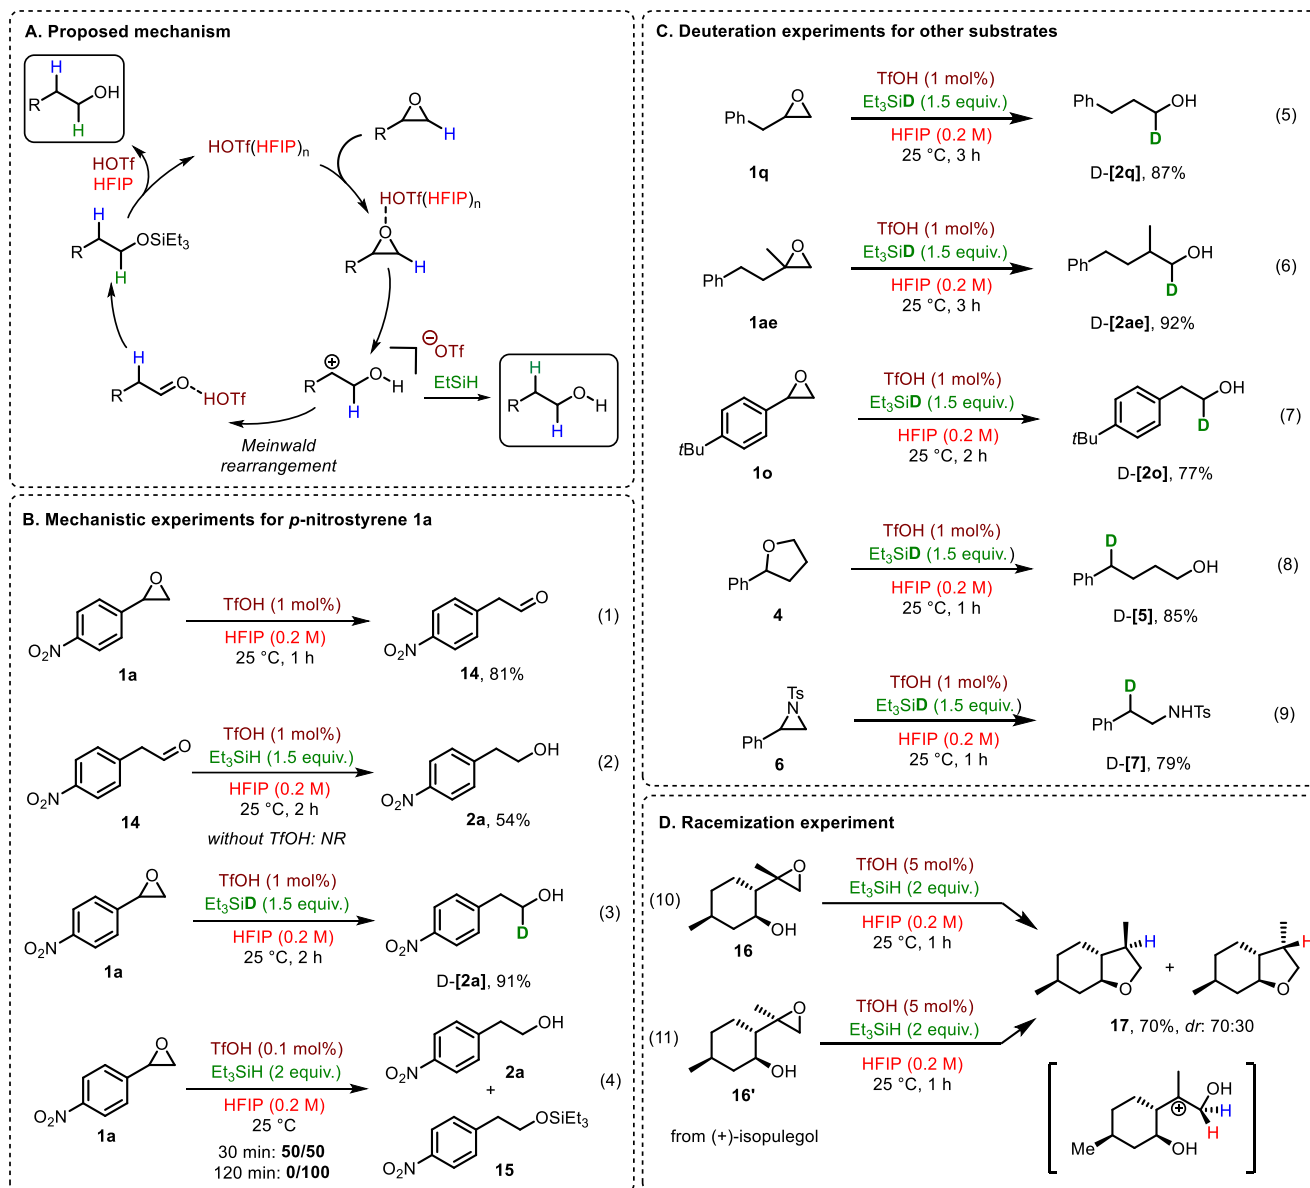 A. Proposed mechanism
H
OH
R
H
HOTf
HFIP
HOTf(HFIP)n
O
R
H
HOTf(HFIP)n
O
R
H
H
OSiEt3
R
H
H
O
R
HOTf
⊕
⊖
OTf
R
O
H
H
EtSiH
H
R
O
H
H
Meinwald
rearrangement
B. Mechanistic experiments for p-nitrostyrene 1a
O
O2N
1a
TfOH (1 mol%)
HFIP (0.2 M)
25 °C, 1 h
O
O2N
14, 81%
(1)
O
O2N
14
TfOH (1 mol%)
Et3SiH (1.5 equiv.)
HFIP (0.2 M)
25 °C, 2 h
without TfOH: NR
OH
O2N
2a, 54%
(2)
O
O2N
1a
TfOH (1 mol%)
Et3SiD (1.5 equiv.)
HFIP (0.2 M)
25 °C, 2 h
OH
D
O2N
D-[2a], 91%
(3)
O
O2N
1a
TfOH (0.1 mol%)
Et3SiH (2 equiv.)
HFIP (0.2 M)
25 °C
30 min: 50/50
120 min: 0/100
OH
O2N
2a
+
OSiEt3
O2N
15
(4)
C. Deuteration experiments for other substrates
O
Ph
1q
TfOH (1 mol%)
Et3SiD (1.5 equiv.)
HFIP (0.2 M)
25 °C, 3 h
Ph
OH
D
D-[2q], 87%
(5)
O
Ph
1ae
TfOH (1 mol%)
Et3SiD (1.5 equiv.)
HFIP (0.2 M)
25 °C, 3 h
Ph
OH
D
D-[2ae], 92%
(6)
O
tBu
1o
TfOH (1 mol%)
Et3SiD (1.5 equiv.)
HFIP (0.2 M)
25 °C, 2 h
OH
D
tBu
D-[2o], 77%
(7)
O
Ph
4
TfOH (1 mol%)
Et3SiD (1.5 equiv.)
HFIP (0.2 M)
25 °C, 1 h
D
Ph
OH
D-[5], 85%
(8)
Ts
N
Ph
6
TfOH (1 mol%)
Et3SiD (1.5 equiv.)
HFIP (0.2 M)
25 °C, 1 h
D
Ph
NHTs
D-[7], 79%
(9)
D. Racemization experiment
(10)
O
OH
16
TfOH (5 mol%)
Et3SiH (2 equiv.)
HFIP (0.2 M)
25 °C, 1 h
(11)
O
OH
16'
TfOH (5 mol%)
Et3SiH (2 equiv.)
HFIP (0.2 M)
25 °C, 1 h
from (+)-isopulegol
H
O
+
H
O
17, 70%, dr: 70:30
OH
⊕
H
H
OH
Me